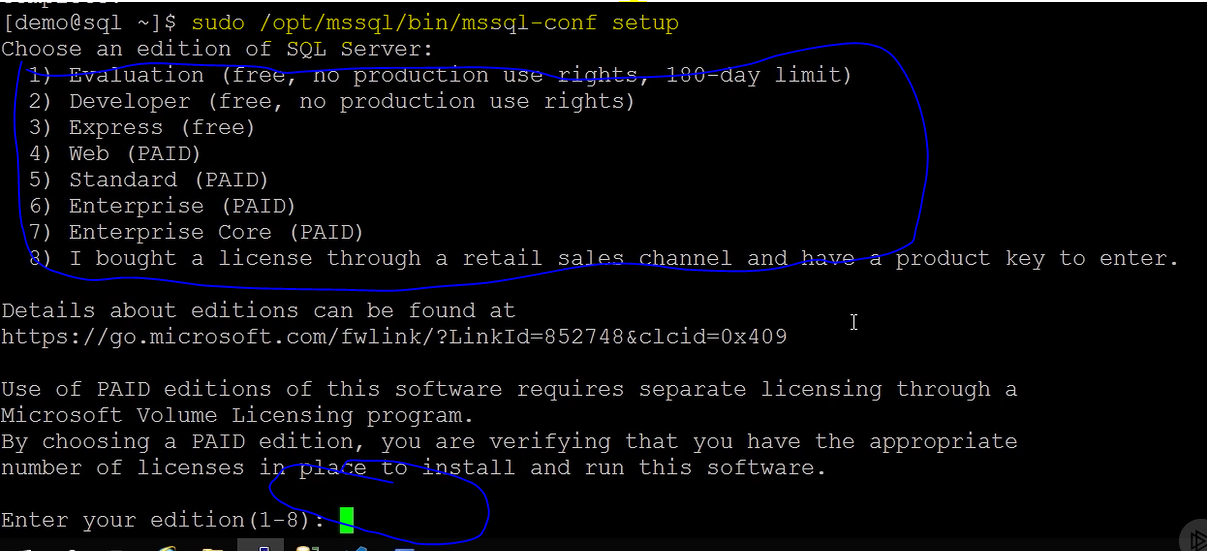 [demo@sql ~]$ sudo /opt/mssql/bin/mssql-conf setup
Choose an edition of SQL Server:
1) Evaluation (free, no production use rights, 180-day limit)
2) Developer (free, no production use rights)
3) Express (free)
4) Web (PAID)
5) Standard (PAID)
6) Enterprise (PAID)
7) Enterprise Core (PAID)
8) I bought a license through a retail sales channel and have a product key to enter.
Details about editions can be found at
https://go.microsoft.com/fwlink/?LinkId=852748&clcid=0x409
Use of PAID editions of this software requires separate licensing through a
Microsoft Volume Licensing program.
By choosing a PAID edition, you are verifying that you have the appropriate
number of licenses in place to install and run this software.
Enter your edition(1-8):